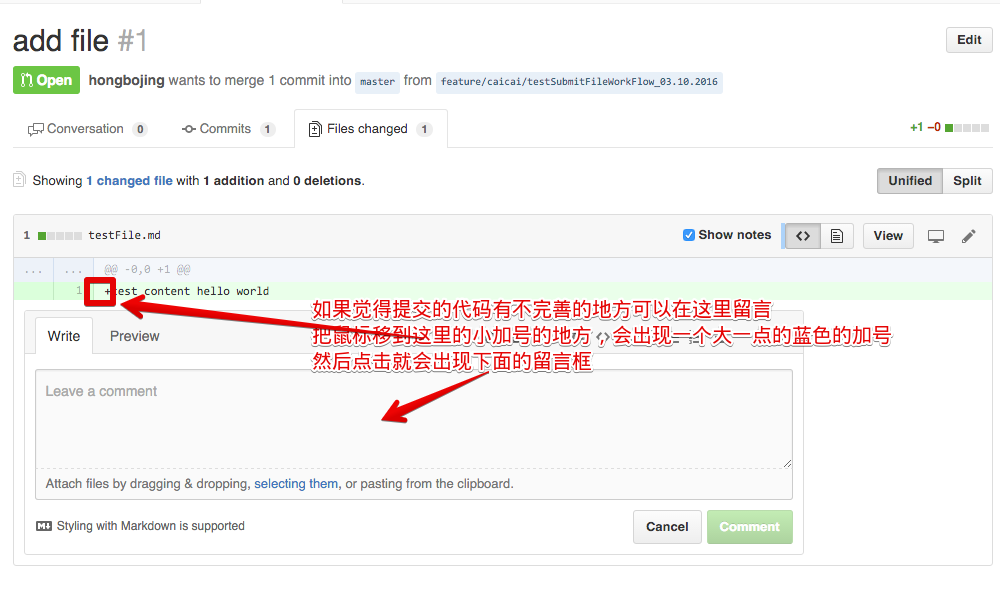 add file #1
Edit
Open hongbojing wants to merge 1 commit into master from feature/caicai/testSubmitFileWorkFlow_03.10.2016
Conversation 0 Commits 1 Files changed 1 +1 −0
Showing 1 changed file with 1 addition and 0 deletions.
Unified Split
1 testFile.md Show notes View
... ... @@ -0,0 +1 @@
1 +test content hello world
如果觉得提交的代码有不完善的地方可以在这里留言
把鼠标移到这里的小加号的地方，会出现一个大一点的蓝色的加号
然后点击就会出现下面的留言框
Write Preview
Leave a comment
Attach files by dragging & dropping, selecting them, or pasting from the clipboard.
Styling with Markdown is supported
Cancel Comment